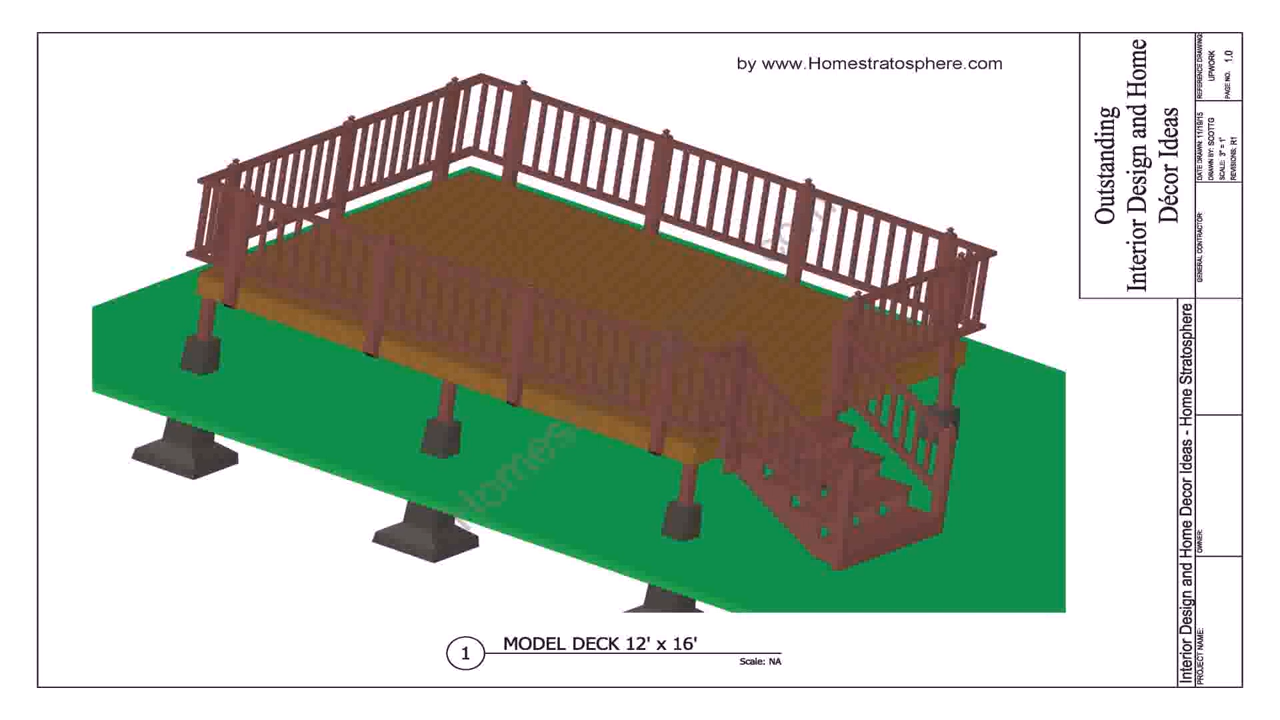 by www.Homestratosphere.com
Outstanding
Interior Design and Home
Décor Ideas
REFERENCE DRAWING:
UPWORK
PAGE NO. 1.0
DATE DRAWN: 11/19/15
DRAWN BY: SCOTTG
SCALE: 3" = 1'
REVISIONS: R1
GENERAL CONTRACTOR:
OWNER:
PROJECT NAME:
Interior Design and Home Decor Ideas - Home Stratosphere
Homes
1
MODEL DECK 12' x 16'
Scale: NA